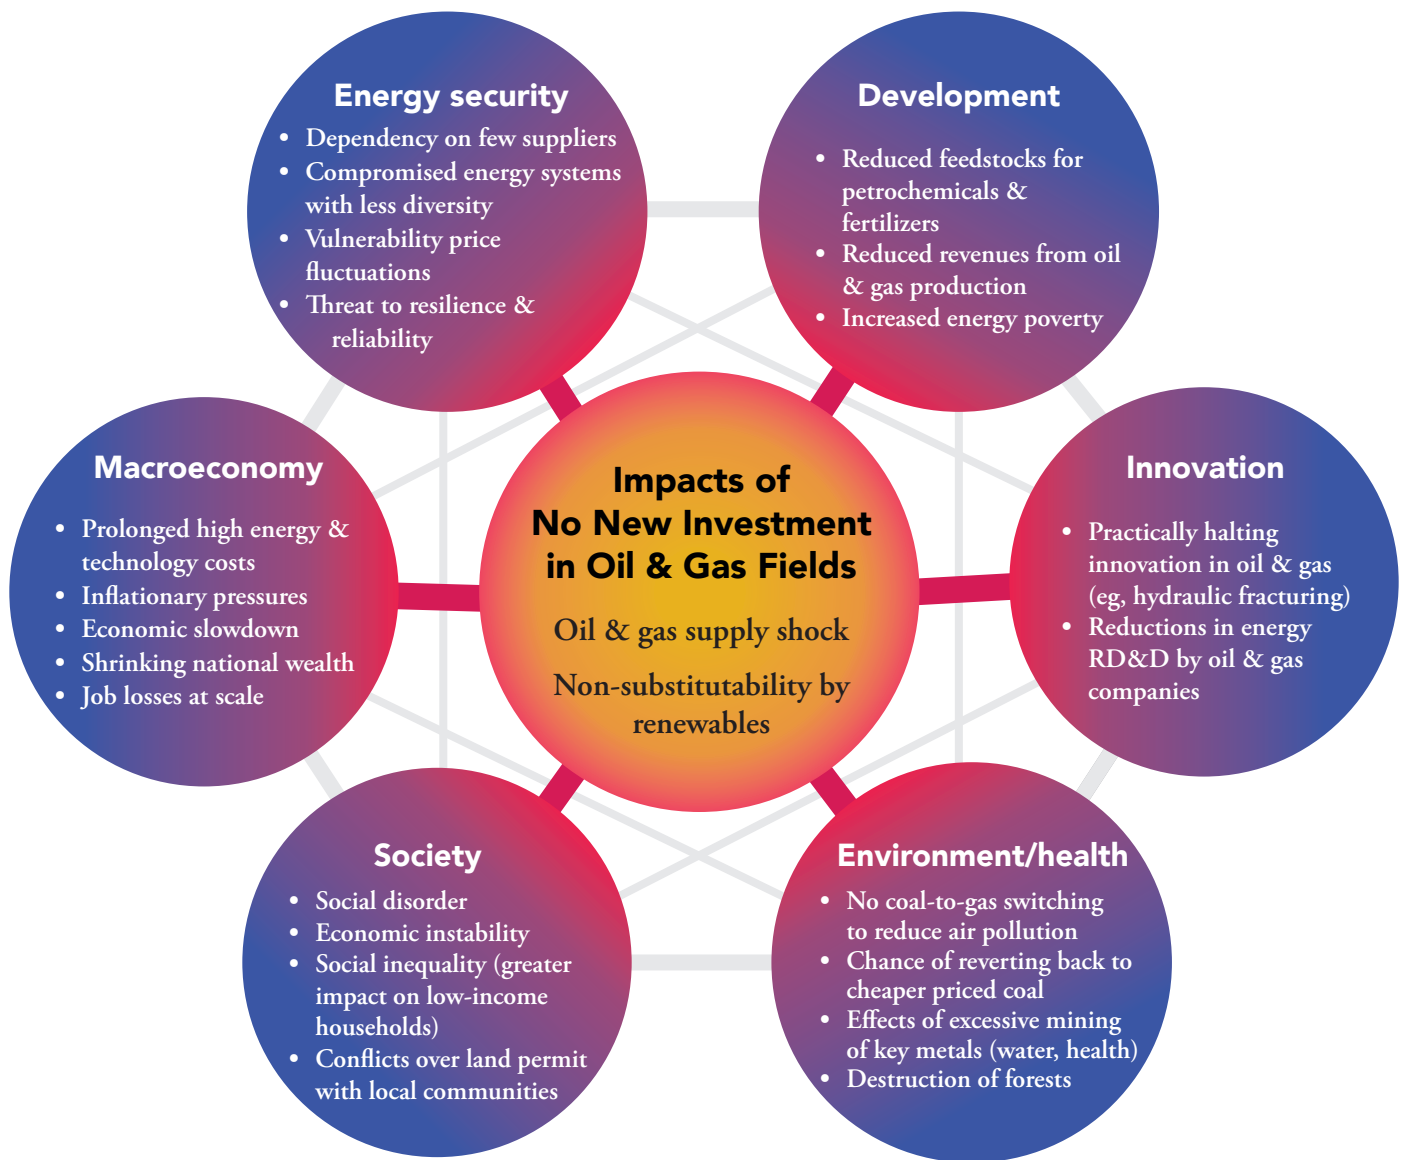 Energy security
• Dependency on few suppliers
• Compromised energy systems
with less diversity
• Vulnerability price
fluctuations
• Threat to resilience &
reliability
Development
• Reduced feedstocks for
petrochemicals &
fertilizers
• Reduced revenues from oil
& gas production
• Increased energy poverty
Macroeconomy
• Prolonged high energy &
technology costs
• Inflationary pressures
• Economic slowdown
• Shrinking national wealth
• Job losses at scale
Impacts of
No New Investment
in Oil & Gas Fields
Oil & gas supply shock
Non-substitutability by
renewables
Innovation
• Practically halting
innovation in oil & gas
(eg, hydraulic fracturing)
• Reductions in energy
RD&D by oil & gas
companies
Society
• Social disorder
• Economic instability
• Social inequality (greater
impact on low-income
households)
• Conflicts over land permit
with local communities
Environment/health
• No coal-to-gas switching
to reduce air pollution
• Chance of reverting back to
cheaper priced coal
• Effects of excessive mining
of key metals (water, health)
• Destruction of forests